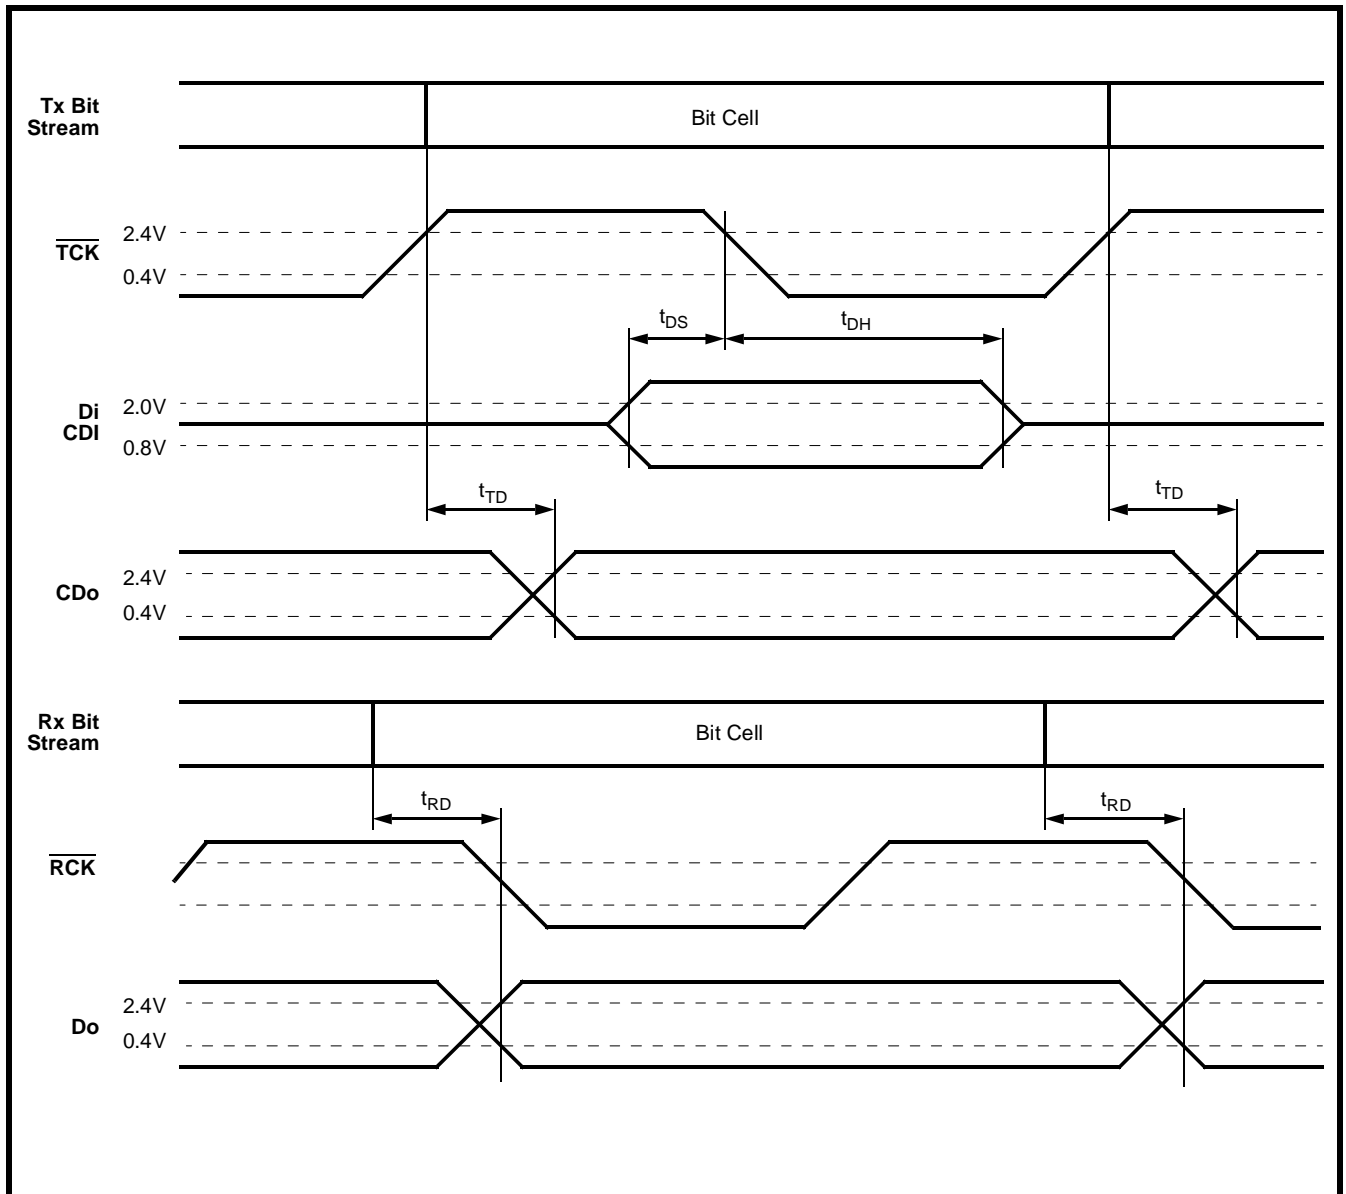 Tx Bit
Stream
Bit Cell
TCK
2.4V
0.4V
tDS
tDH
Di
CDI
2.0V
0.8V
tTD
tTD
CDo
2.4V
0.4V
Rx Bit
Stream
Bit Cell
tRD
tRD
RCK
Do
2.4V
0.4V